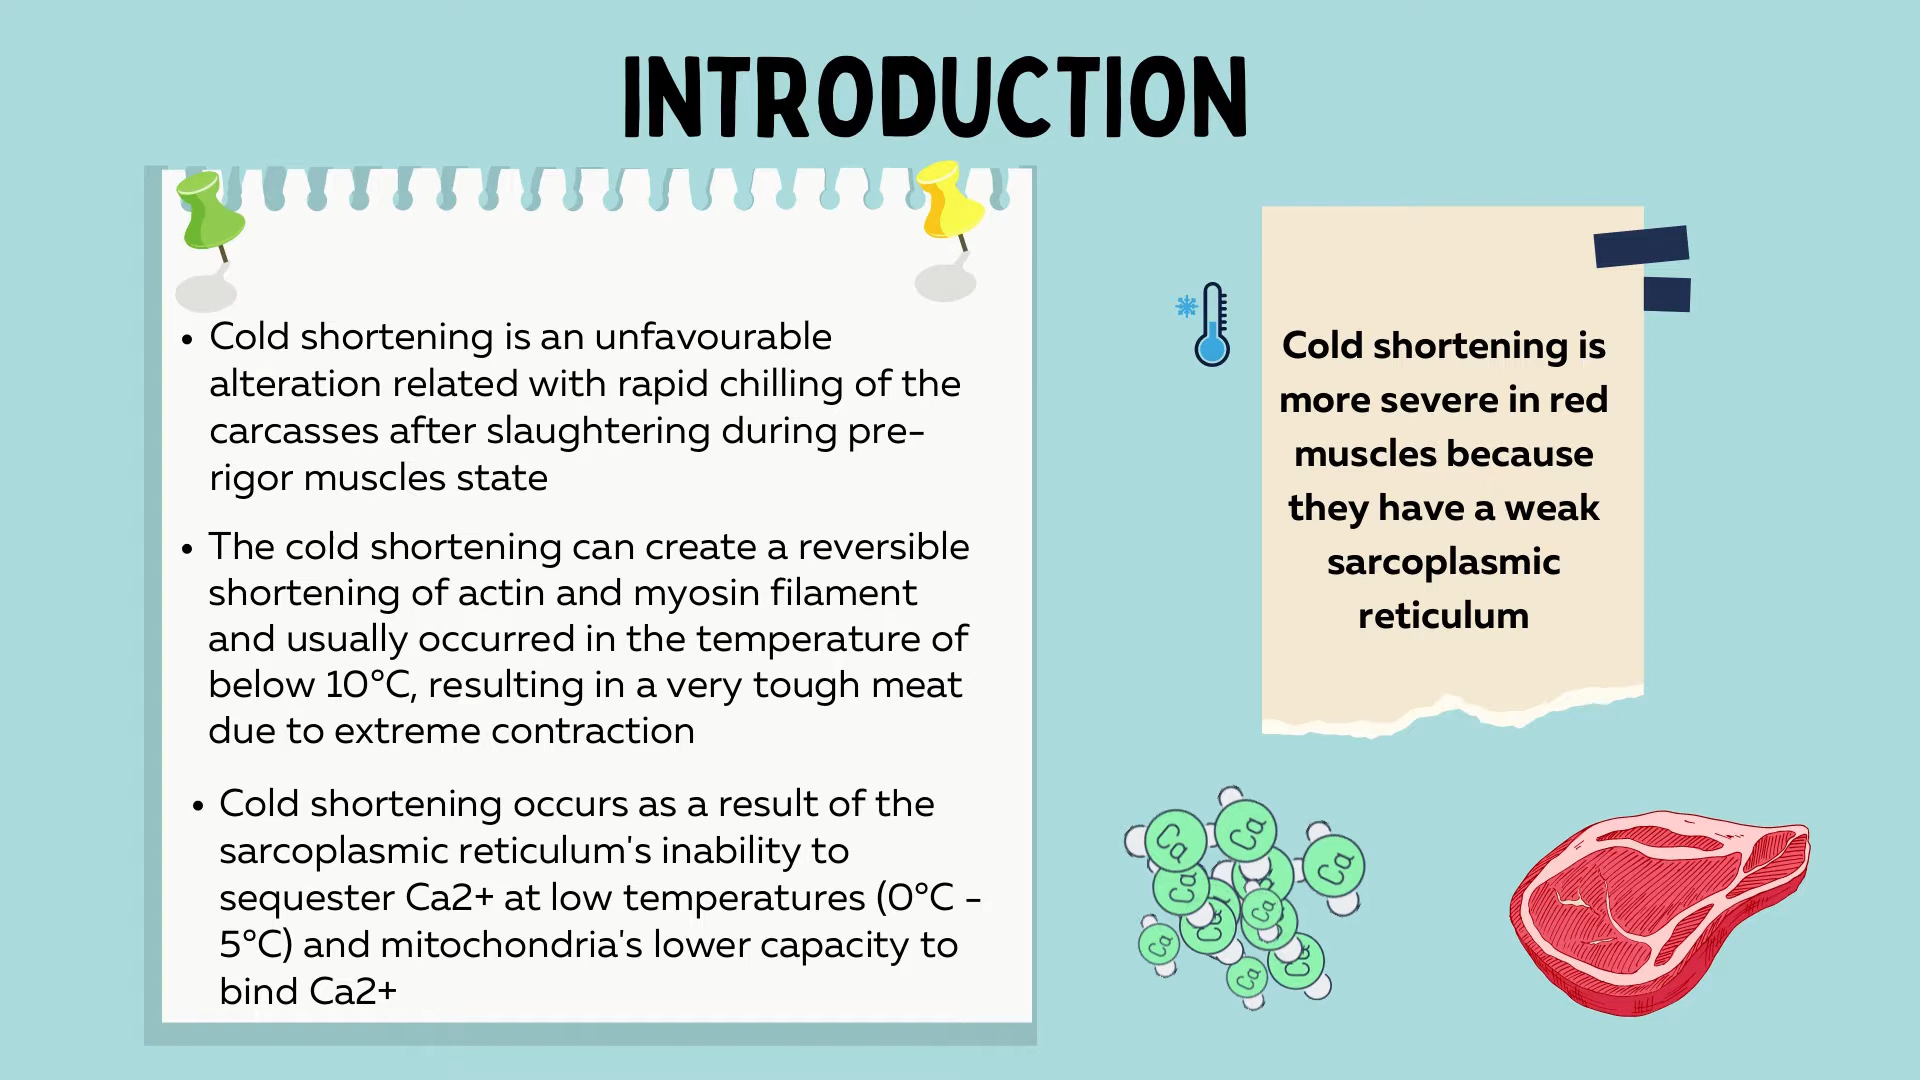 INTRODUCTION
• Cold shortening is an unfavourable
alteration related with rapid chilling of the
carcasses after slaughtering during pre-
rigor muscles state
• The cold shortening can create a reversible
shortening of actin and myosin filament
and usually occurred in the temperature of
below 10°C, resulting in a very tough meat
due to extreme contraction
• Cold shortening occurs as a result of the
sarcoplasmic reticulum's inability to
sequester Ca2+ at low temperatures (0°C -
5°C) and mitochondria's lower capacity to
bind Ca2+
Cold shortening is
more severe in red
muscles because
they have a weak
sarcoplasmic
reticulum
Ca
Ca
Ca
Ca
Ca
Ca
Ca
Ca
Ca
Ca